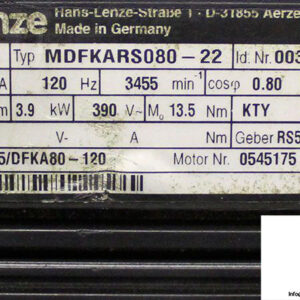 nze Hans-Lenze-Straße 1 · D-31855 Aerze
Made in Germany
Typ MDFKARS080-22 Id. Nr. 003
A 120 Hz 3455 min⁻¹ cosφ 0.80
m 3.9 kW 390 V~ M₀ 13.5 Nm KTY
V- A Nm Geber RS5
5/DFKA80-120 Motor Nr. 0545175